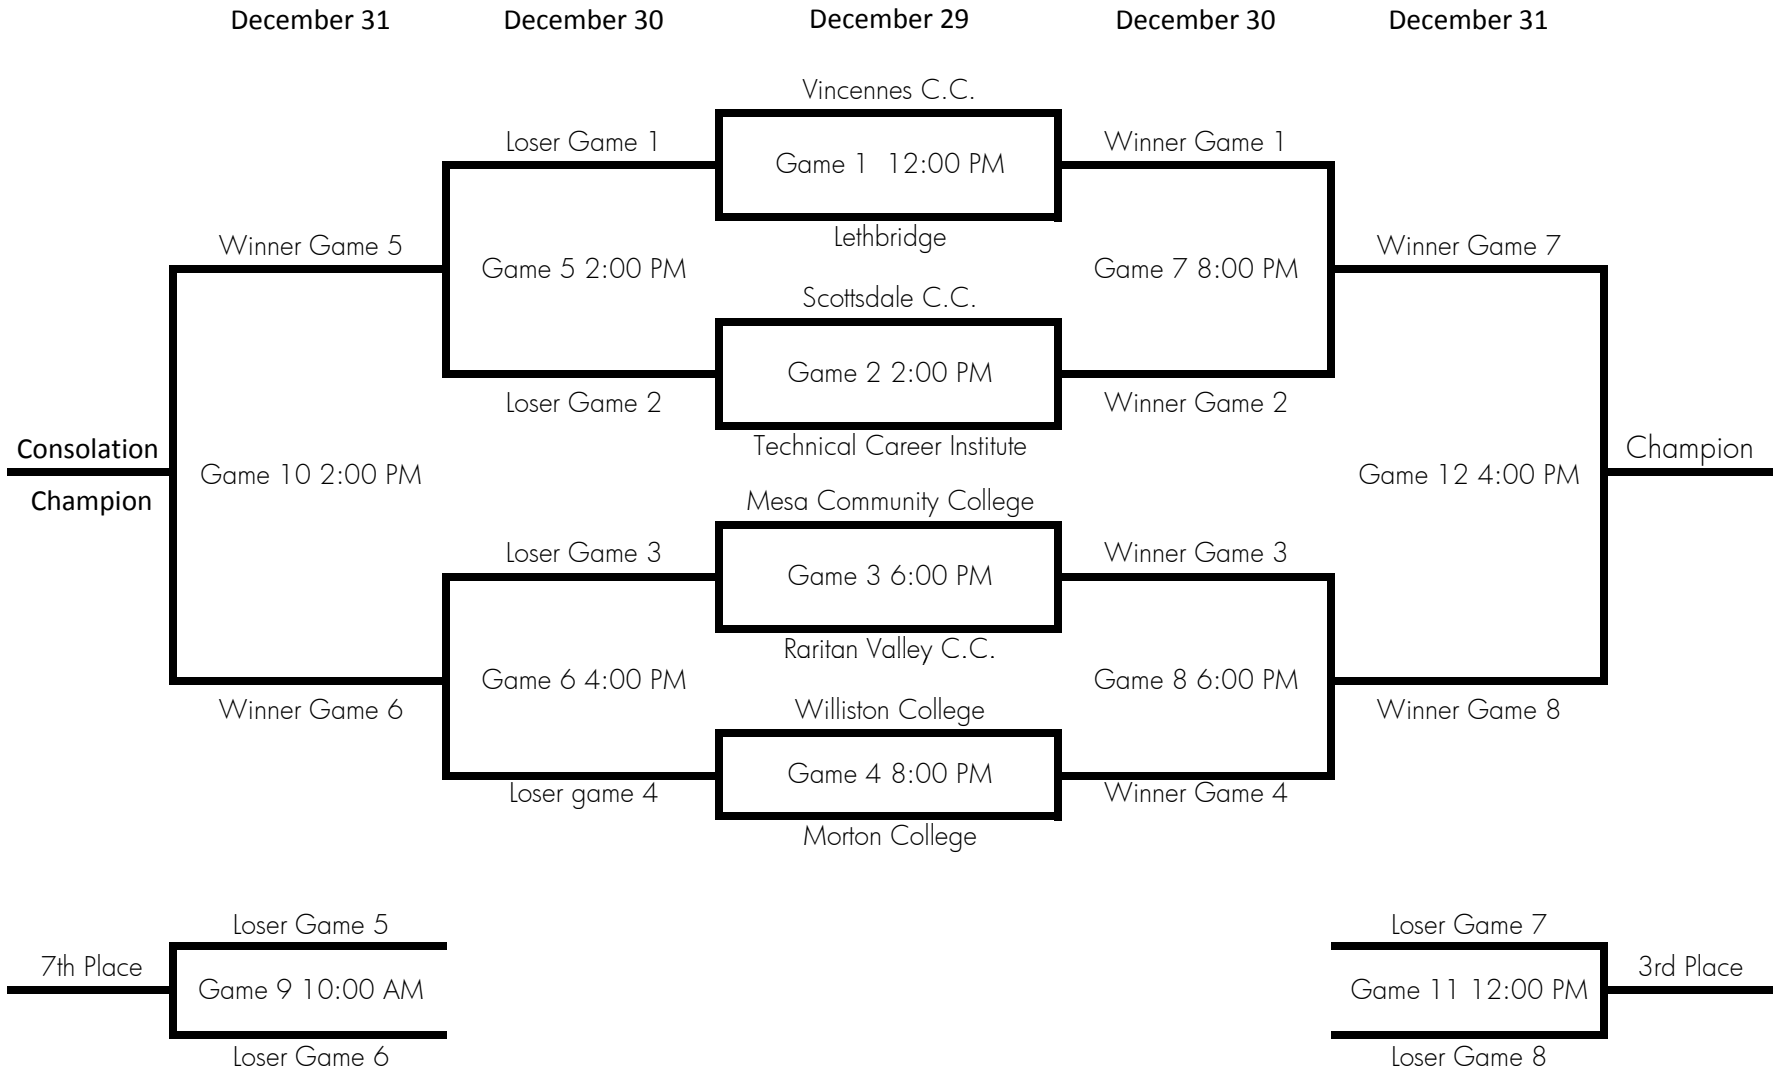 December 31
December 30
December 29
December 30
December 31
Vincennes C.C.
Loser Game 1
Game 1  12:00 PM
Winner Game 1
Lethbridge
Winner Game 5
Game 5 2:00 PM
Game 7 8:00 PM
Winner Game 7
Scottsdale C.C.
Game 2 2:00 PM
Loser Game 2
Winner Game 2
Technical Career Institute
Consolation
Champion
Game 10 2:00 PM
Game 12 4:00 PM
Champion
Mesa Community College
Loser Game 3
Game 3 6:00 PM
Winner Game 3
Raritan Valley C.C.
Game 6 4:00 PM
Game 8 6:00 PM
Winner Game 6
Williston College
Winner Game 8
Game 4 8:00 PM
Loser game 4
Winner Game 4
Morton College
Loser Game 5
7th Place
Game 9 10:00 AM
Loser Game 6
Loser Game 7
Game 11 12:00 PM
3rd Place
Loser Game 8